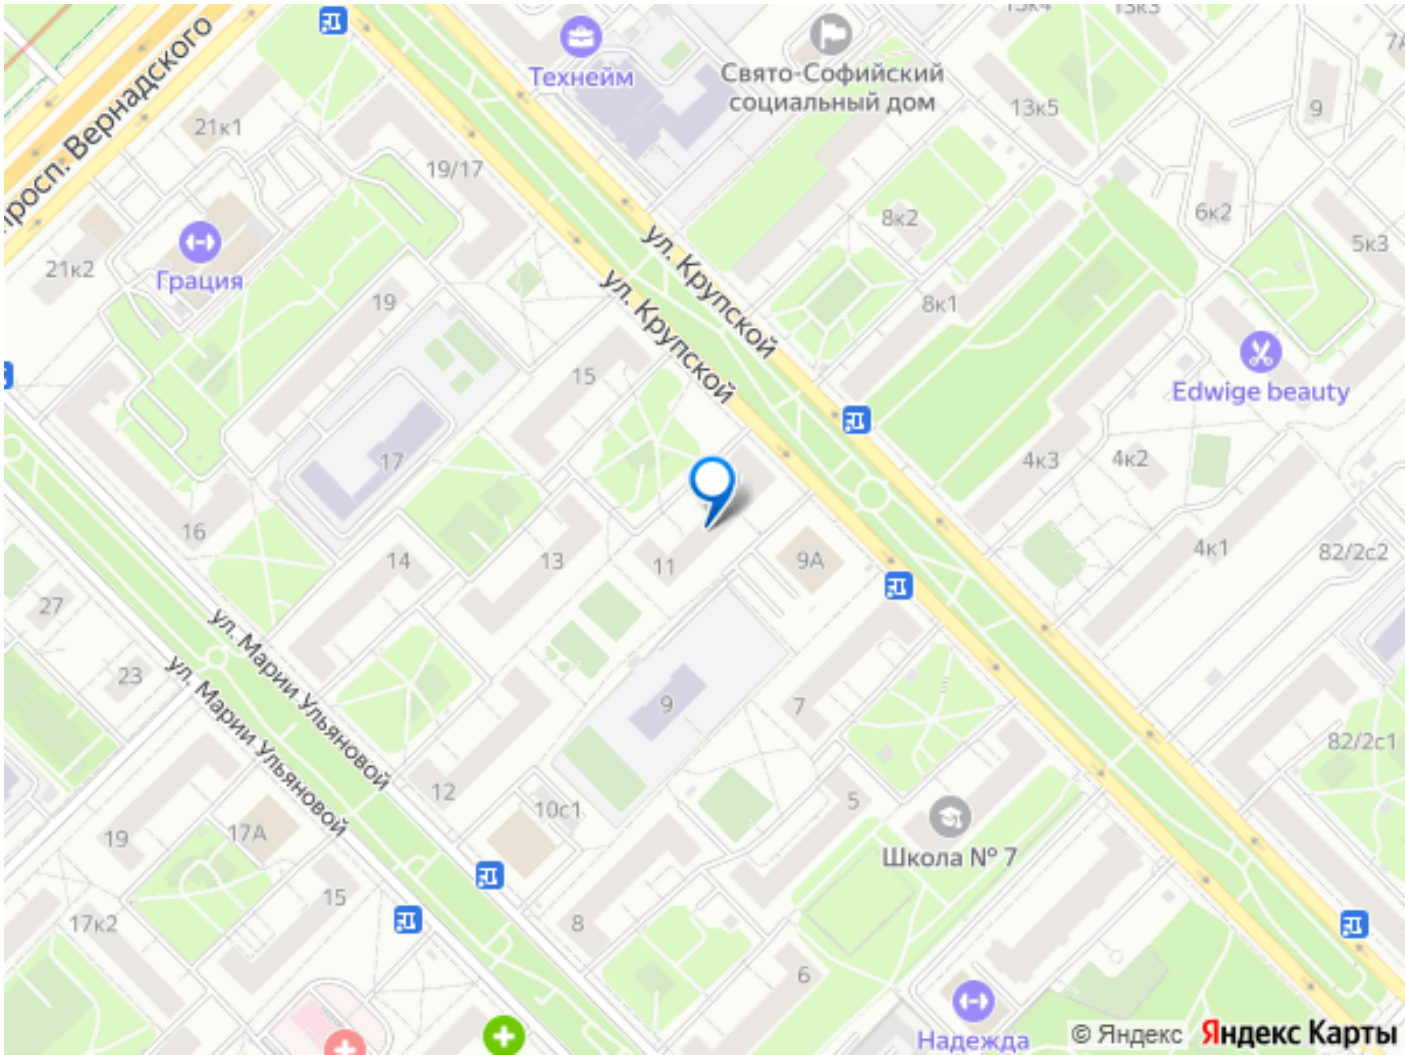 13к4
13к3
7А
Технейм
Свято-Софийский
социальный дом
просп. Вернадского
21к1
13к5
9
19/17
8к2
6к2
5к3
ул. Крупской
21к2
Грация
19
8к1
ул. Крупской
15
Edwige beauty
17
4к3
4к2
16
14
13
11
9А
4к1
82/2с2
27
ул. Марии Ульяновой
23
ул. Марии Ульяновой
9
7
82/2с1
12
10с1
5
19
17А
Школа № 7
15
17к2
8
6
Надежда
© Яндекс Яндекс Карты